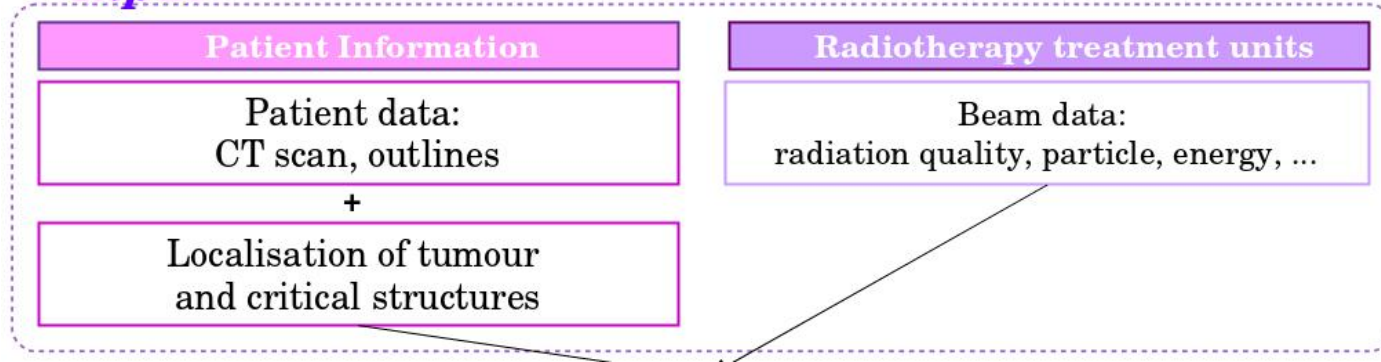 Patient Information
Patient data:
CT scan, outlines
+
Localisation of tumour
and critical structures
Radiotherapy treatment units
Beam data:
radiation quality, particle, energy, ...